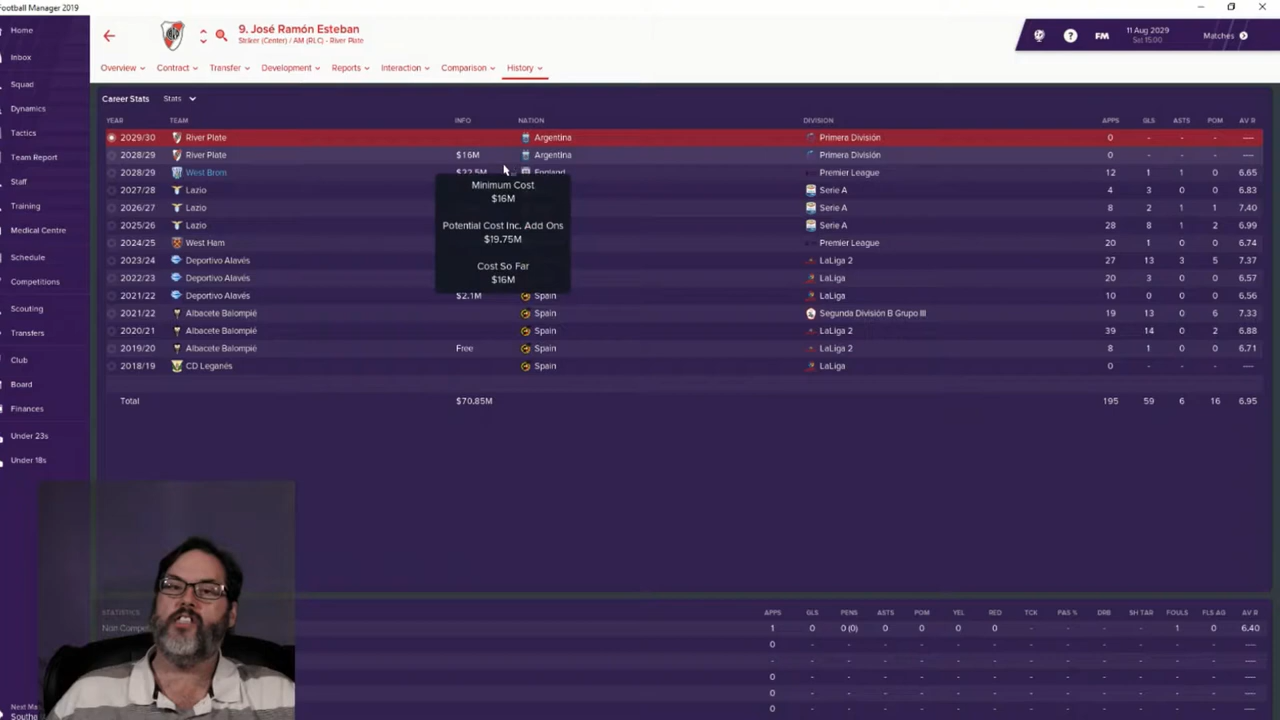 Football Manager 2019
9. José Ramón Esteban
Striker (Center) / AM (RLC) - River Plate
11 Aug 2029
Sat 15:00
FM
Matches
Overview Contract Transfer Development Reports Interaction Comparison History
Home
Inbox
Squad
Dynamics
Tactics
Team Report
Staff
Training
Medical Centre
Schedule
Competitions
Scouting
Transfers
Club
Board
Finances
Under 23s
Under 18s
Career Stats Stats
YEAR TEAM INFO NATION DIVISION APPS GLS ASTS POM AV R
2029/30 River Plate Argentina Primera División 0 - - - ----
2028/29 River Plate $16M Argentina Primera División 0 - - - ----
2028/29 West Brom $22.5M England Premier League 12 1 1 0 6.65
2027/28 Lazio Serie A 4 3 0 0 6.83
2026/27 Lazio Serie A 8 2 1 1 7.40
2025/26 Lazio Serie A 28 8 1 2 6.99
2024/25 West Ham Premier League 20 1 0 0 6.74
2023/24 Deportivo Alavés LaLiga 2 27 13 3 5 7.37
2022/23 Deportivo Alavés LaLiga 20 3 0 0 6.57
2021/22 Deportivo Alavés $2.1M Spain LaLiga 10 0 0 0 6.56
2021/22 Albacete Balompié Spain Segunda División B Grupo III 19 13 0 6 7.33
2020/21 Albacete Balompié Spain LaLiga 2 39 14 0 2 6.88
2019/20 Albacete Balompié Free Spain LaLiga 2 8 1 0 0 6.71
2018/19 CD Leganés Spain LaLiga 0 - - - ----
Total $70.85M 195 59 6 16 6.95
Minimum Cost
$16M
Potential Cost Inc. Add Ons
$19.75M
Cost So Far
$16M
STATISTICS APPS GLS PENS ASTS POM YEL RED TCK PAS % DRB SH TAR FOULS FLS AG AV R
Non Compe 1 0 0 (0) 0 0 0 0 - - - - 1 0 6.40
0 - - - - - - - - - - - - ----
- - - - - - - - - - - - - ----
0 - - - - - - - - - - - - ----
0 - - - - - - - - - - - - ----
0 - - - - - - - - - - - - ----
Next Ma
Southa